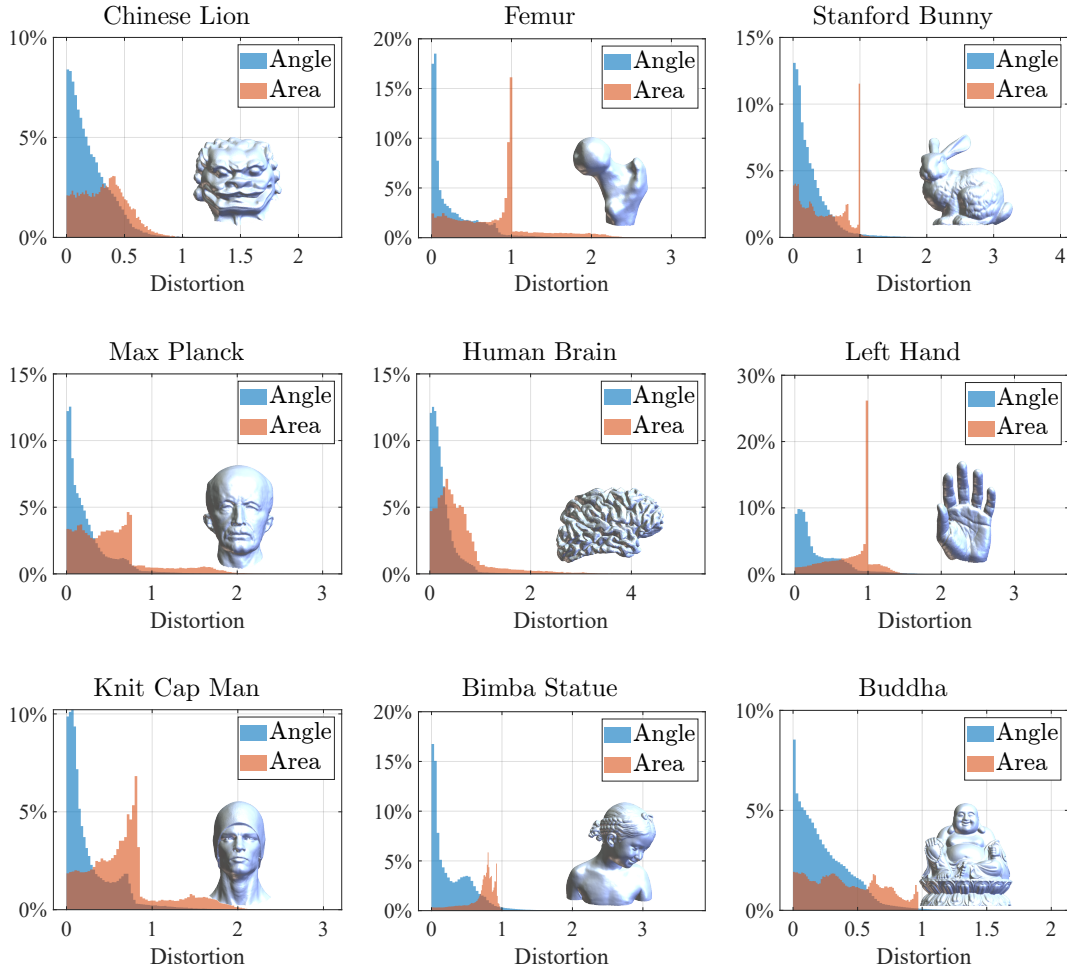 Chinese Lion
10%
5%
0%
Angle
Area
0 0.5 1 1.5 2
Distortion
Femur
20%
15%
10%
5%
0%
Angle
Area
0 1 2 3
Distortion
Stanford Bunny
15%
10%
5%
0%
Angle
Area
0 1 2 3 4
Distortion
Max Planck
15%
10%
5%
0%
Angle
Area
0 1 2 3
Distortion
Human Brain
15%
10%
5%
0%
Angle
Area
0 2 4
Distortion
Left Hand
30%
20%
10%
0%
Angle
Area
0 1 2 3
Distortion
Knit Cap Man
10%
5%
0%
Angle
Area
0 1 2 3
Distortion
Bimba Statue
20%
15%
10%
5%
0%
Angle
Area
0 1 2 3
Distortion
Buddha
10%
5%
0%
Angle
Area
0 0.5 1 1.5 2
Distortion